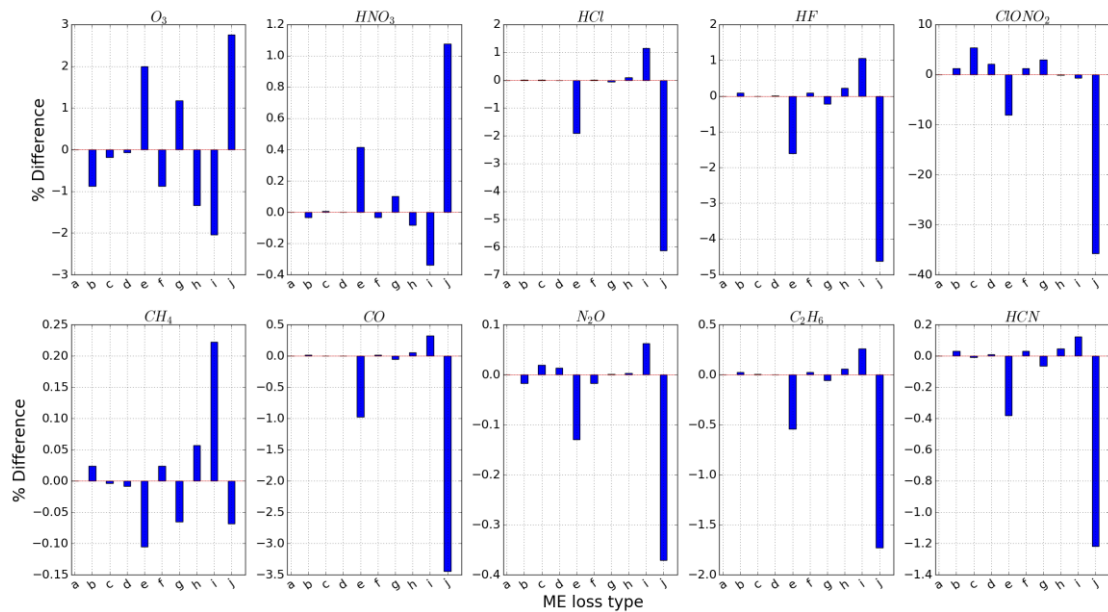 O3 HNO3 HCl HF ClONO2
% Difference
3 2 1 0 −1 −2 −3
1.2 1.0 0.8 0.6 0.4 0.2 0.0 −0.2 −0.4
2 1 0 −1 −2 −3 −4 −5 −6 −7
2 1 0 −1 −2 −3 −4 −5
10 0 −10 −20 −30 −40
a b c d e f g h i j a b c d e f g h i j a b c d e f g h i j a b c d e f g h i j a b c d e f g h i j
CH4 CO N2O C2H6 HCN
% Difference
0.25 0.20 0.15 0.10 0.05 0.00 −0.05 −0.10 −0.15
0.5 0.0 −0.5 −1.0 −1.5 −2.0 −2.5 −3.0 −3.5
0.1 0.0 −0.1 −0.2 −0.3 −0.4
0.5 0.0 −0.5 −1.0 −1.5 −2.0
0.2 0.0 −0.2 −0.4 −0.6 −0.8 −1.0 −1.2 −1.4
a b c d e f g h i j a b c d e f g h i j a b c d e f g h i j a b c d e f g h i j a b c d e f g h i j
ME loss type